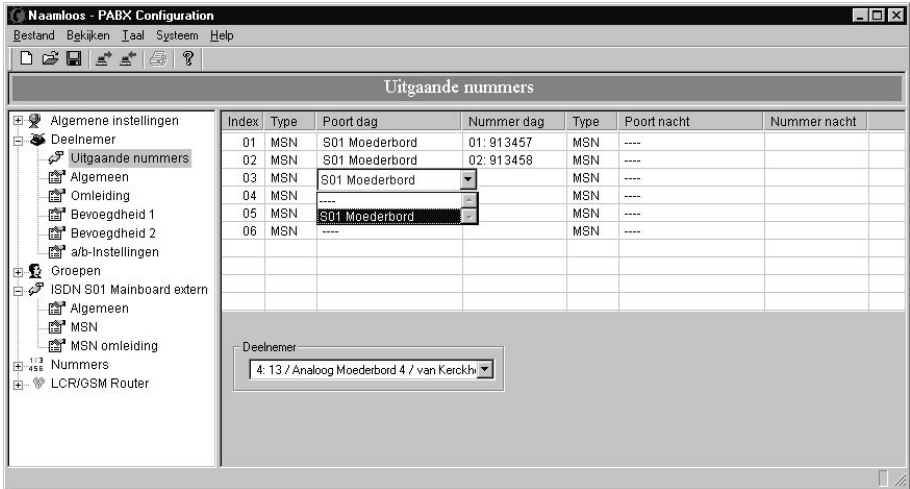 Naamloos - PABX Configuration
Bestand Bekijken Taal Systeem Help
Uitgaande nummers
Algemene instellingen
Deelnemer
Uitgaande nummers
Algemeen
Omleiding
Bevoegdheid 1
Bevoegdheid 2
a/b-Instellingen
Groepen
ISDN S01 Mainboard extern
Algemeen
MSN
MSN omleiding
123
456 Nummers
LCR/GSM Router
Index Type Poort dag Nummer dag Type Poort nacht Nummer nacht
01 MSN S01 Moederbord 01: 913457 MSN ----
02 MSN S01 Moederbord 02: 913458 MSN ----
03 MSN S01 Moederbord MSN ----
04 MSN ---- MSN ----
05 MSN S01 Moederbord MSN ----
06 MSN ---- MSN ----
Deelnemer
4: 13 / Analoog Moederbord 4 / van Kerckh